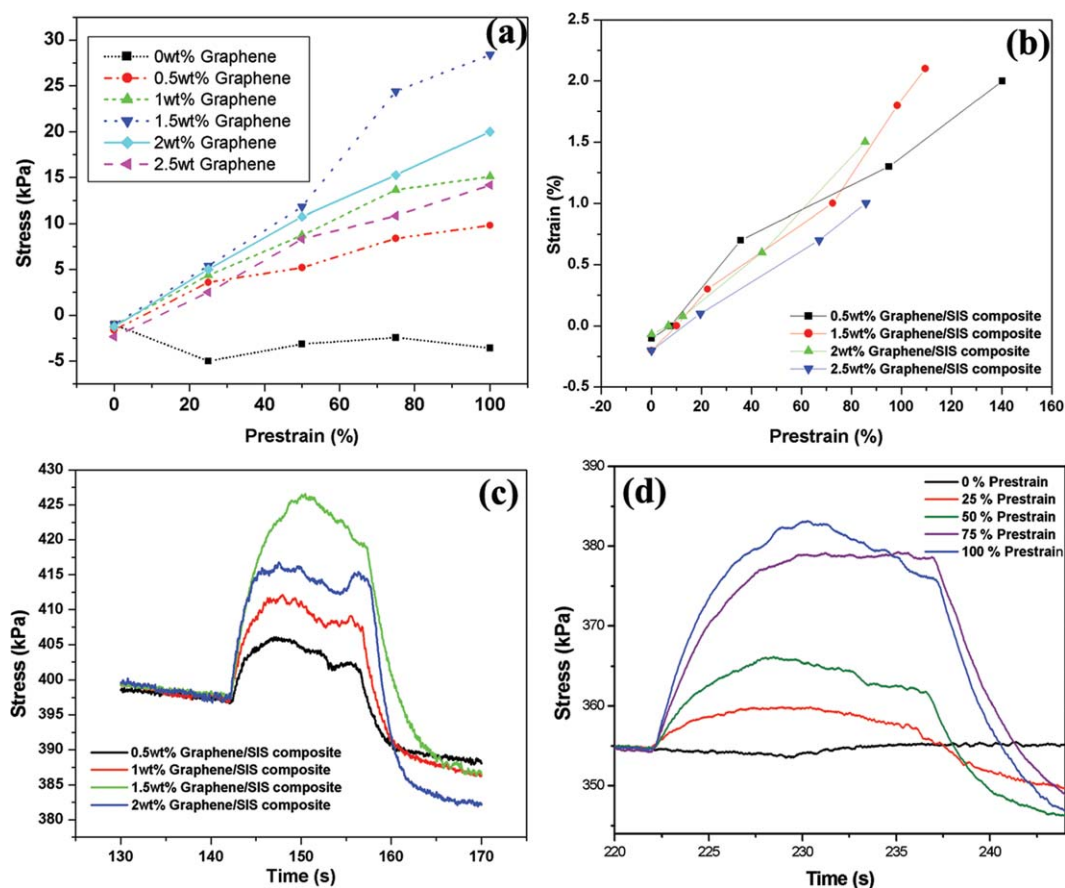 (a)
30
25
20
15
10
5
0
-5
Stress (kPa)
0wt% Graphene
0.5wt% Graphene
1wt% Graphene
1.5wt% Graphene
2wt% Graphene
2.5wt Graphene
0 20 40 60 80 100
Prestrain (%)
(b)
2.5
2.0
1.5
1.0
0.5
0.0
-0.5
Strain (%)
0.5wt% Graphene/SIS composite
1.5wt% Graphene/SIS composite
2wt% Graphene/SIS composite
2.5wt% Graphene/SIS composite
-20 0 20 40 60 80 100 120 140 160
Prestrain (%)
(c)
430
425
420
415
410
405
400
395
390
385
380
Stress (kPa)
0.5wt% Graphene/SIS composite
1wt% Graphene/SIS composite
1.5wt% Graphene/SIS composite
2wt% Graphene/SIS composite
130 140 150 160 170
Time (s)
(d)
390
380
370
360
350
Stress (kPa)
0 % Prestrain
25 % Prestrain
50 % Prestrain
75 % Prestrain
100 % Prestrain
220 225 230 235 240
Time (s)